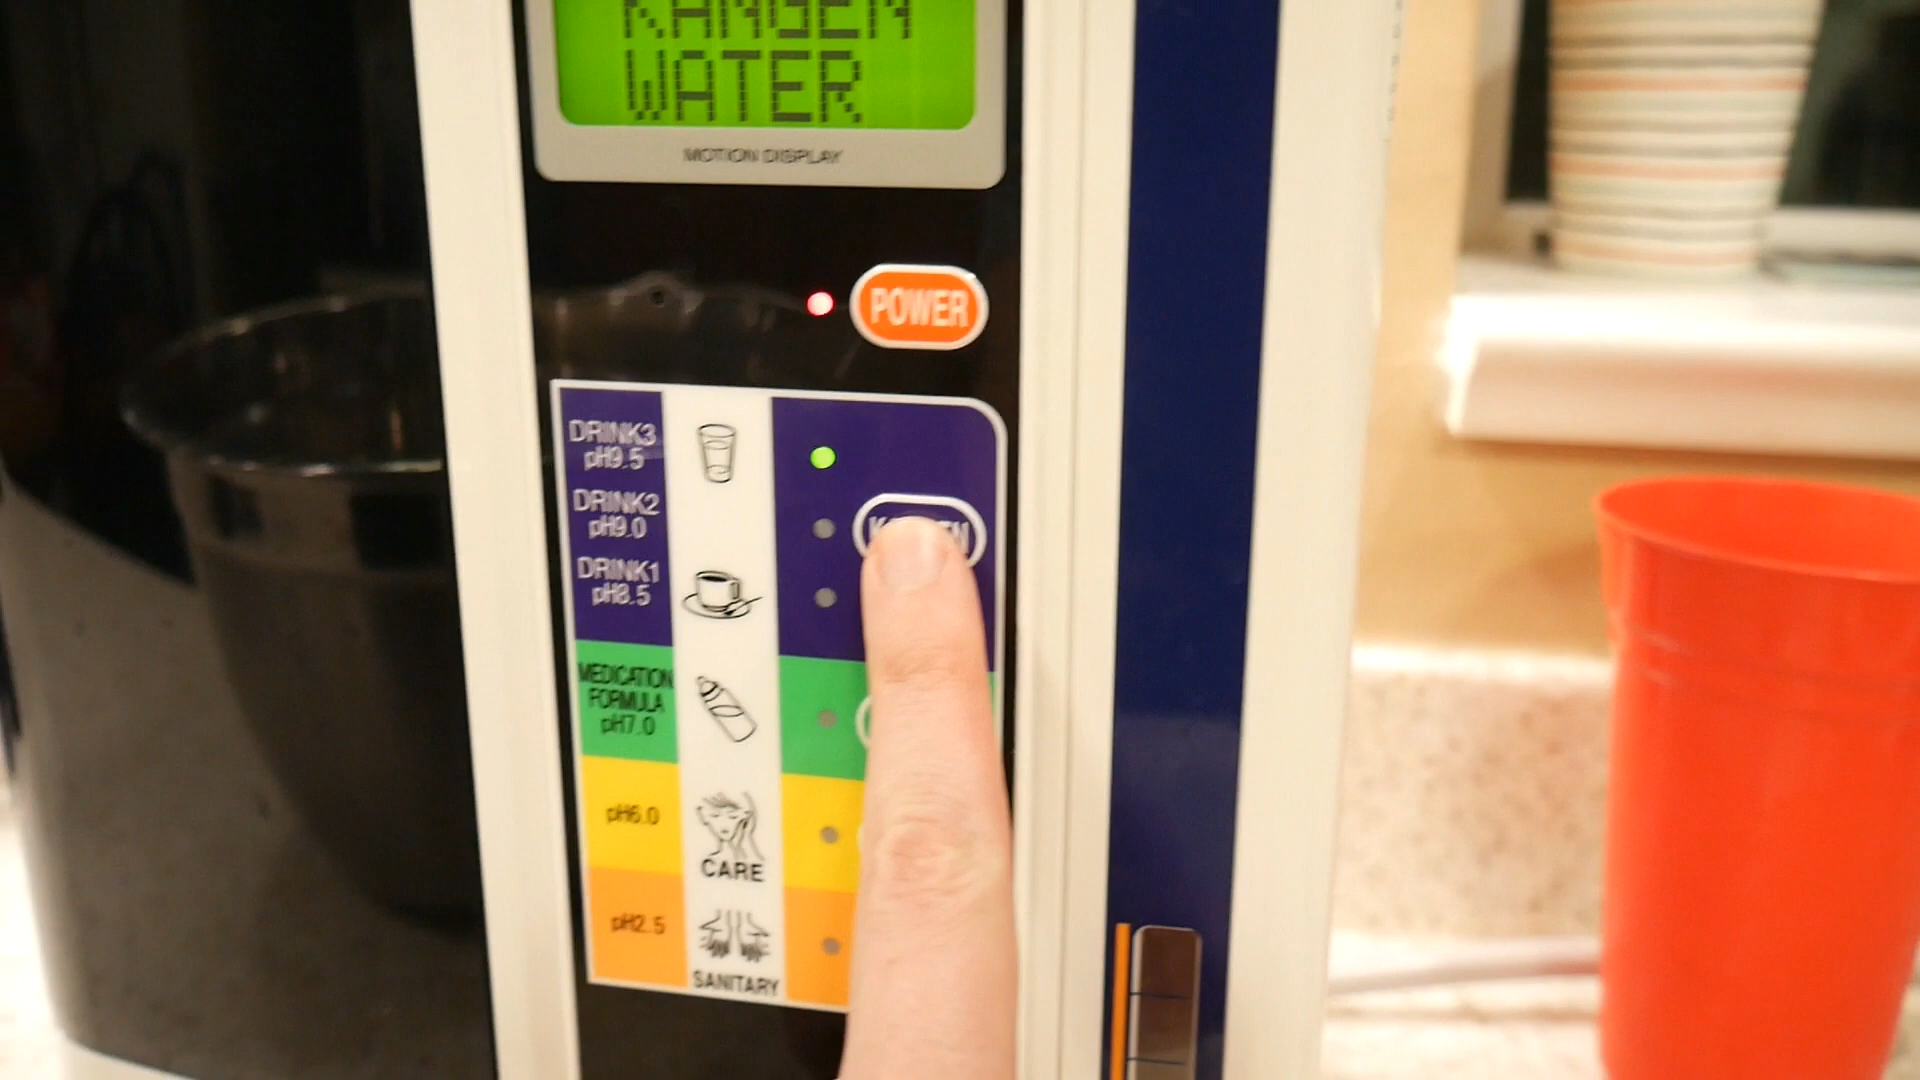 KANGEN
WATER
MOTION DISPLAY
POWER
DRINK3
pH9.5
DRINK2
pH9.0
DRINK1
pH8.5
MEDICATION
FORMULA
pH7.0
pH6.0
CARE
pH2.5
SANITARY